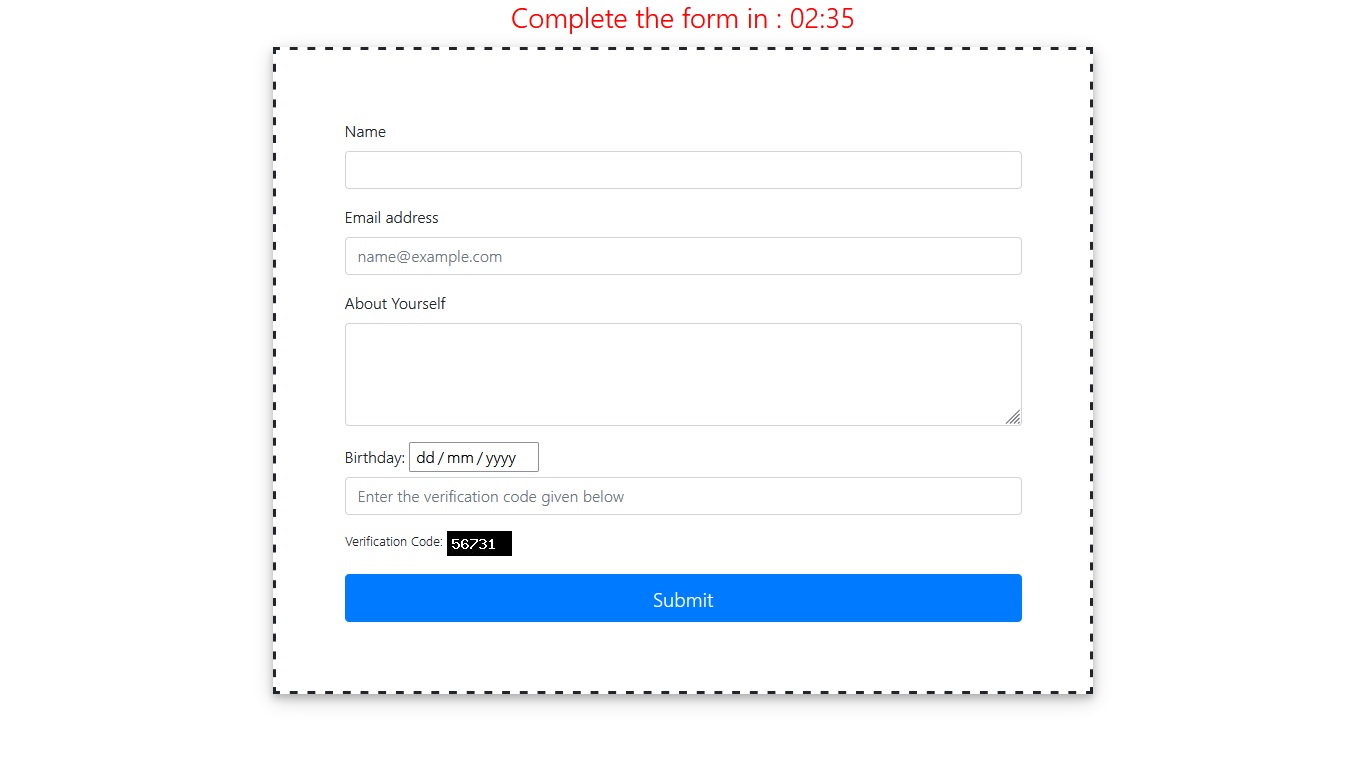 Complete the form in : 02:35
Name
Email address
name@example.com
About Yourself
Birthday: dd/mm/yyyy
Enter the verification code given below
Verification Code: 56731
Submit